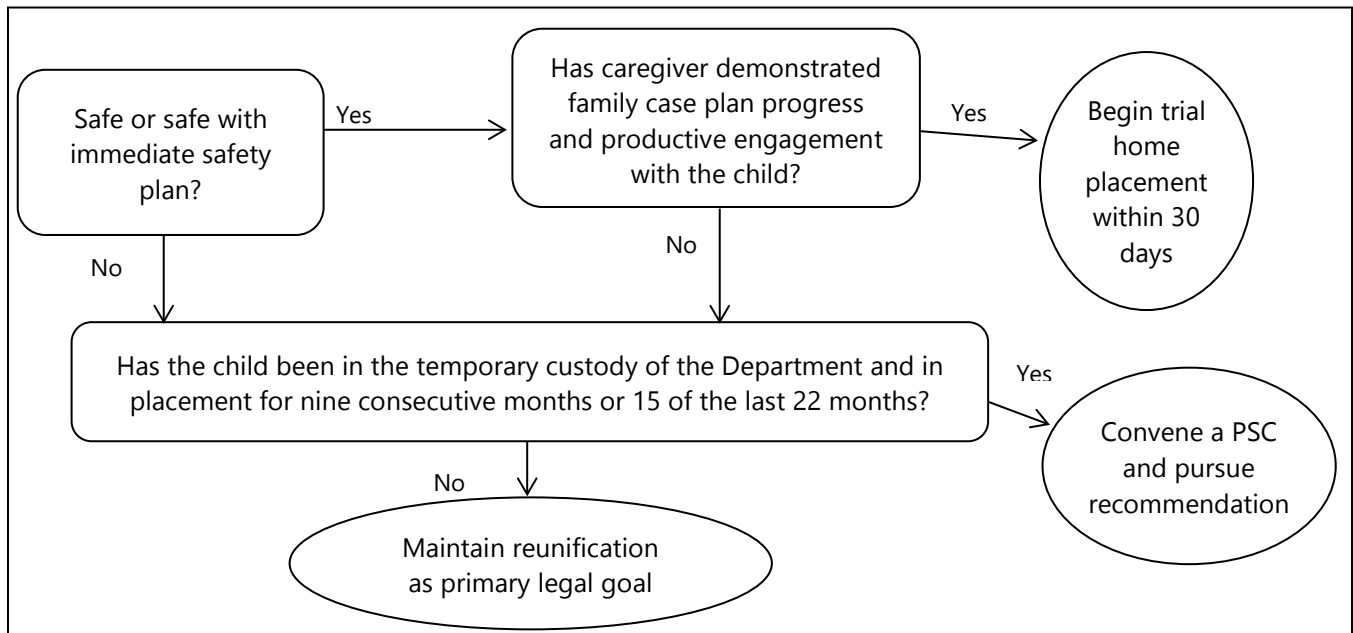 Safe or safe with
immediate safety
plan?
Yes
Has caregiver demonstrated
family case plan progress
and productive engagement
with the child?
Yes
Begin trial
home
placement
within 30
days
No
No
Has the child been in the temporary custody of the Department and in
placement for nine consecutive months or 15 of the last 22 months?
Yes
Convene a PSC
and pursue
recommendation
No
Maintain reunification
as primary legal goal